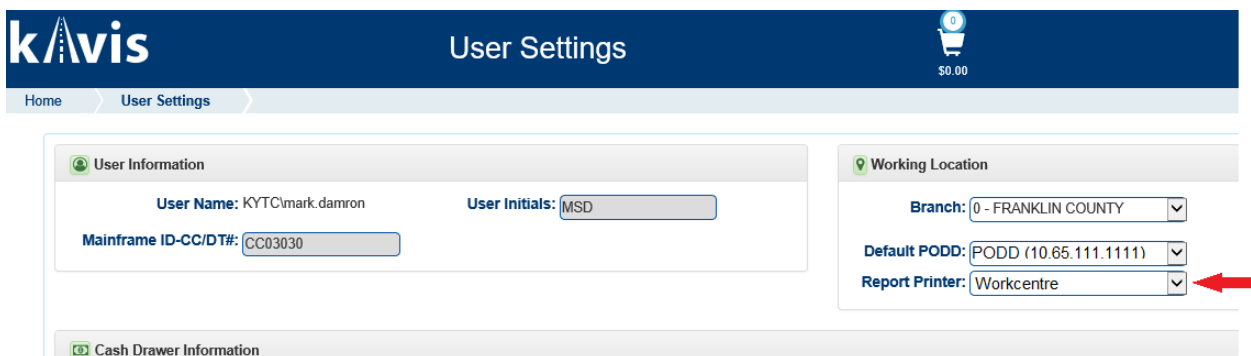 kAvis
User Settings
0
$0.00
Home
User Settings
User Information
User Name: KYTC\mark.damron
User Initials: MSD
Mainframe ID-CC/DT#: CC03030
Working Location
Branch: 0 - FRANKLIN COUNTY
Default PODD: PODD (10.65.111.1111)
Report Printer: Workcentre
Cash Drawer Information